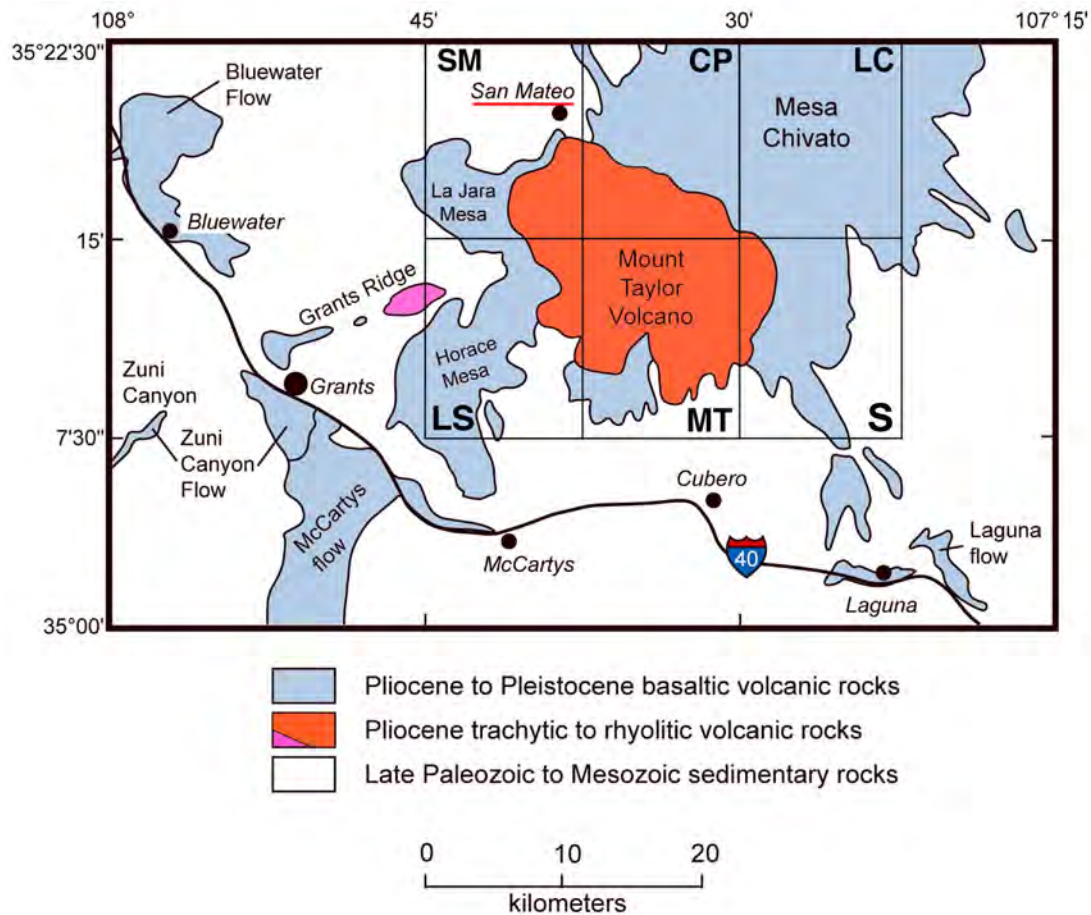 108°
45'
30'
107° 15'
35°22'30"
SM
CP
LC
Bluewater
Flow
San Mateo
Mesa
Chivato
La Jara
Mesa
Bluewater
15'
Mount
Taylor
Volcano
Grants Ridge
Horace
Mesa
Zuni
Canyon
Grants
LS
MT
S
7'30"
Zuni
Canyon
Flow
McCartys
flow
Cubero
McCartys
40
Laguna
flow
Laguna
35°00'
Pliocene to Pleistocene basaltic volcanic rocks
Pliocene trachytic to rhyolitic volcanic rocks
Late Paleozoic to Mesozoic sedimentary rocks
0
10
20
kilometers